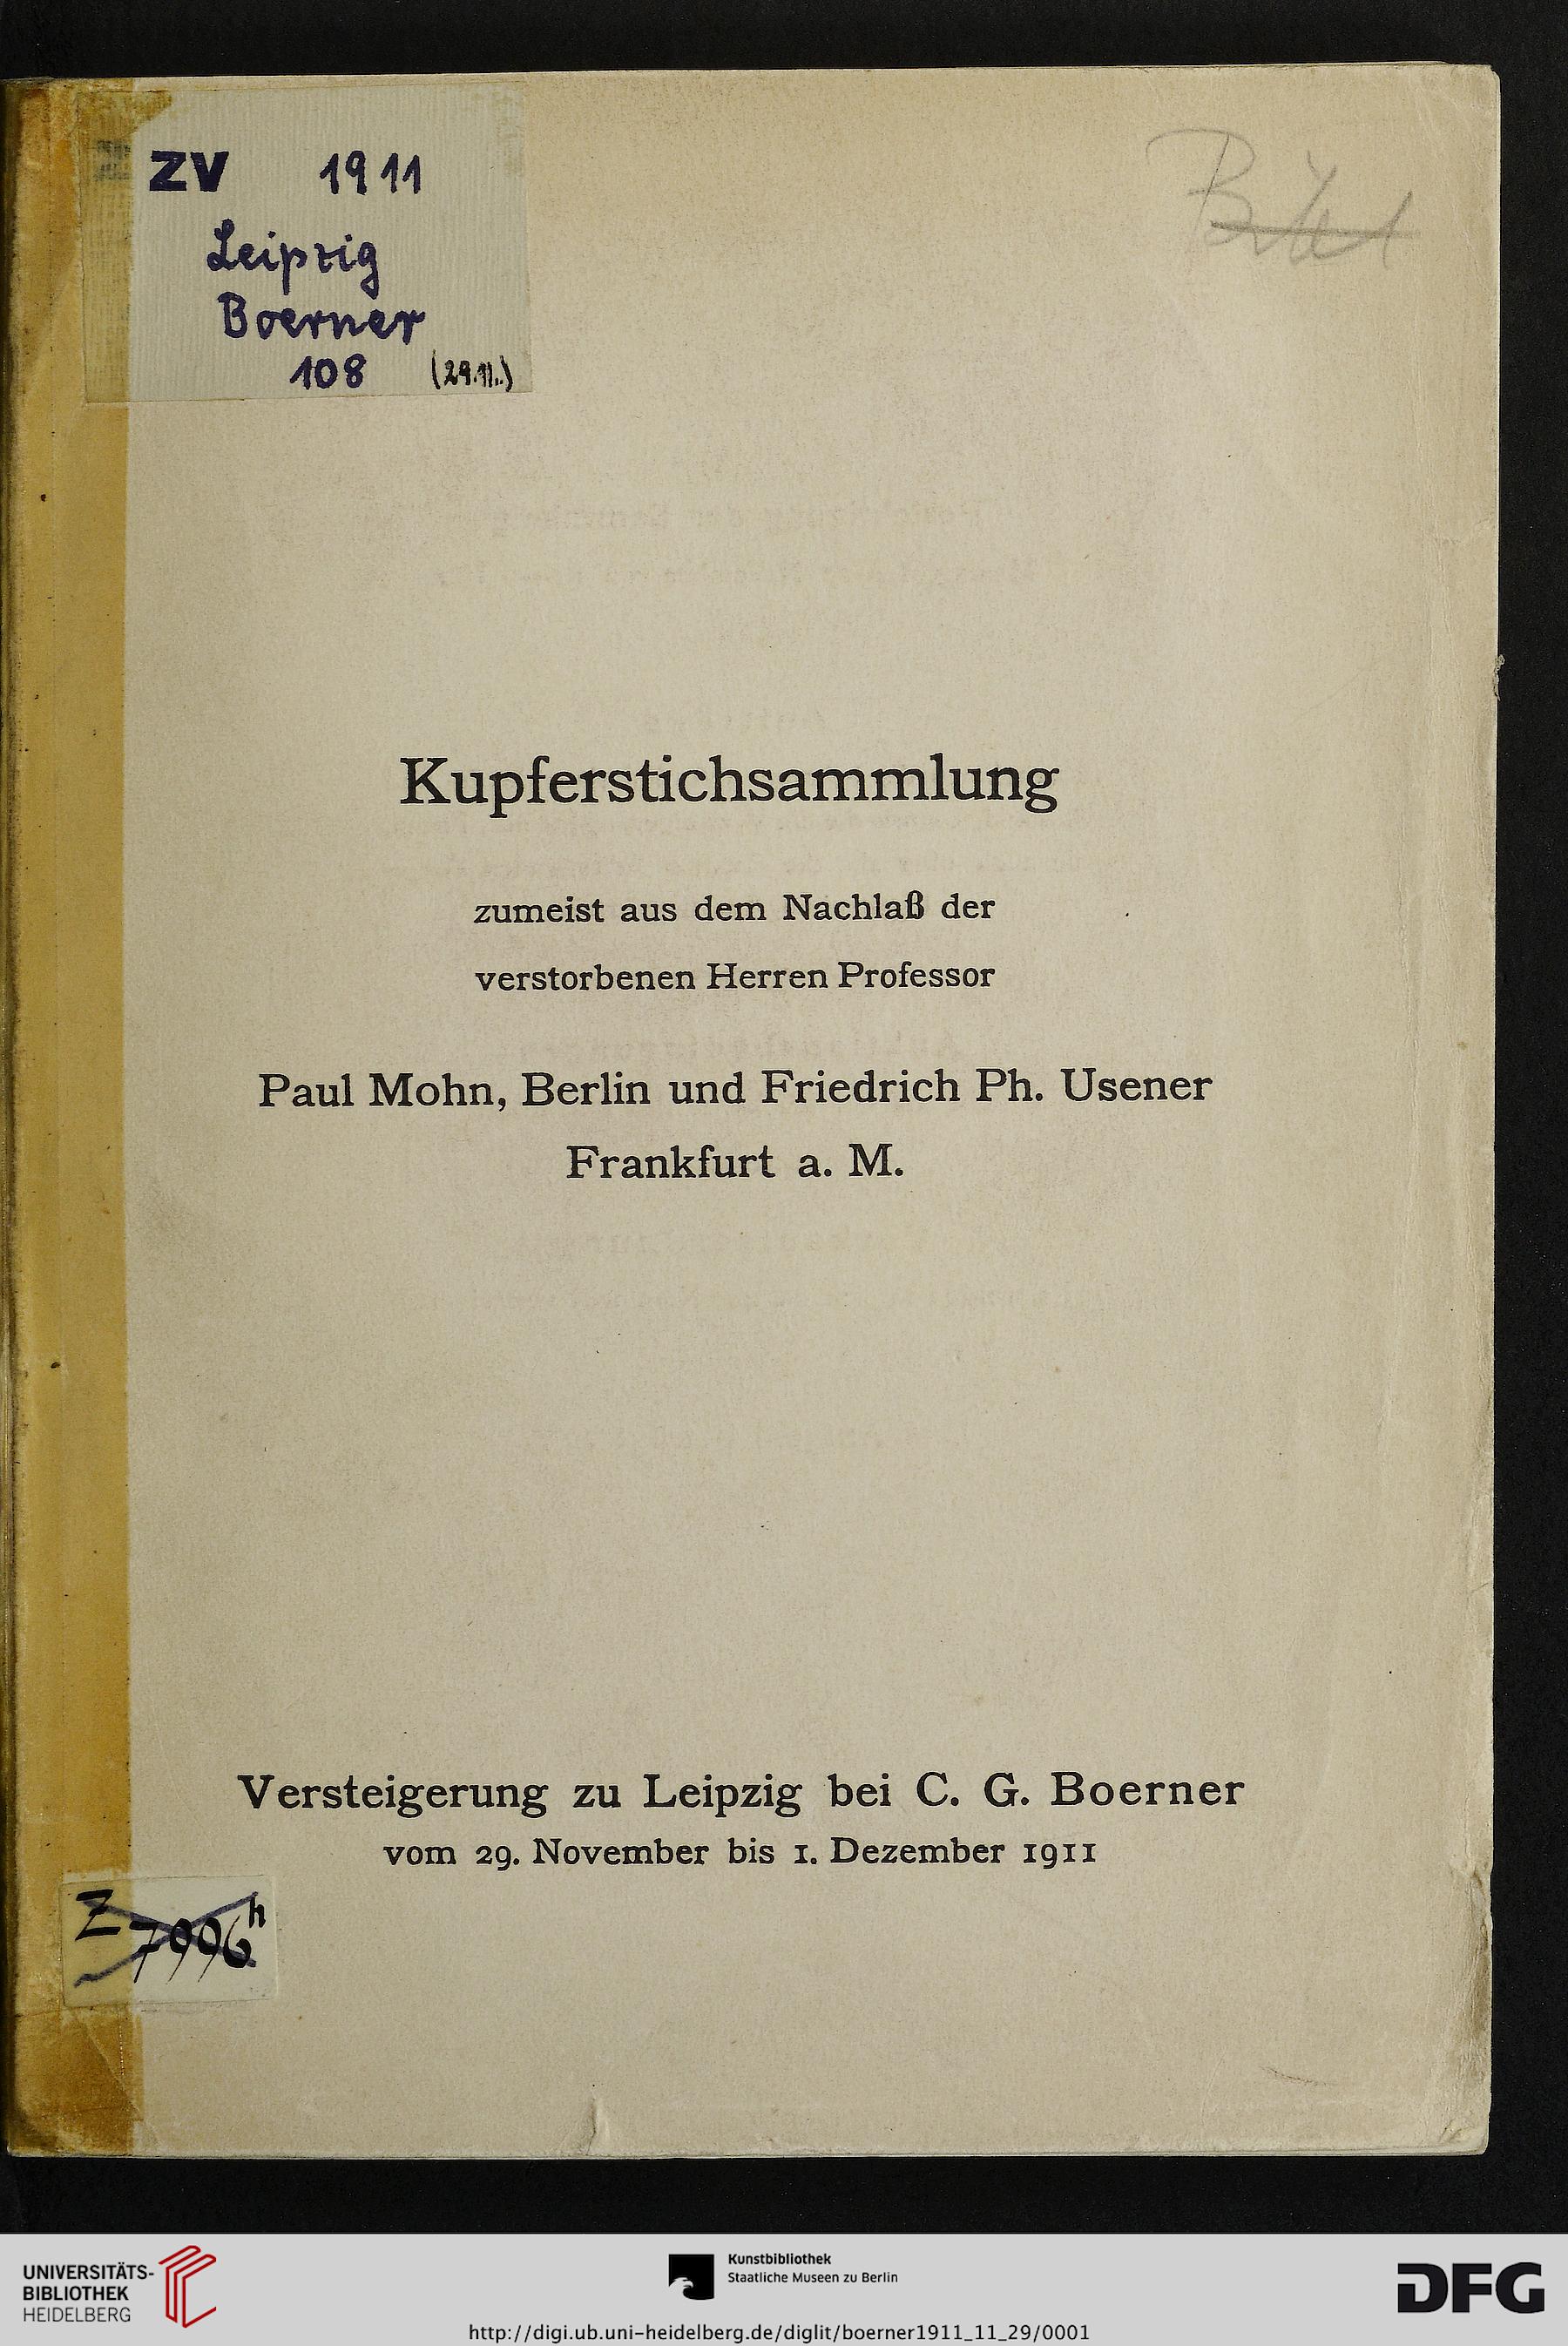 ZV 1911
Leipzig
Boerner
108 (29.11.)
Kupferstichsammlung
zumeist aus dem Nachlaß der
verstorbenen Herren Professor
Paul Mohn, Berlin und Friedrich Ph. Usener
Frankfurt a. M.
Versteigerung zu Leipzig bei C. G. Boerner
vom 29. November bis 1. Dezember 1911
Z 7996 h
UNIVERSITÄTS-
BIBLIOTHEK
HEIDELBERG
Kunstbibliothek
Staatliche Museen zu Berlin
DFG
http://digi.ub.uni-heidelberg.de/diglit/boerner1911_11_29/0001